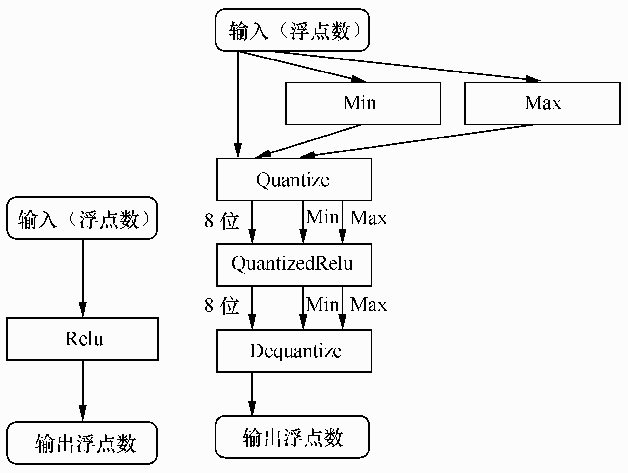 输入（浮点数）
Min
Max
Quantize
8 位 Min Max
QuantizedRelu
8 位 Min Max
Dequantize
输出浮点数
输入（浮点数）
Relu
输出浮点数